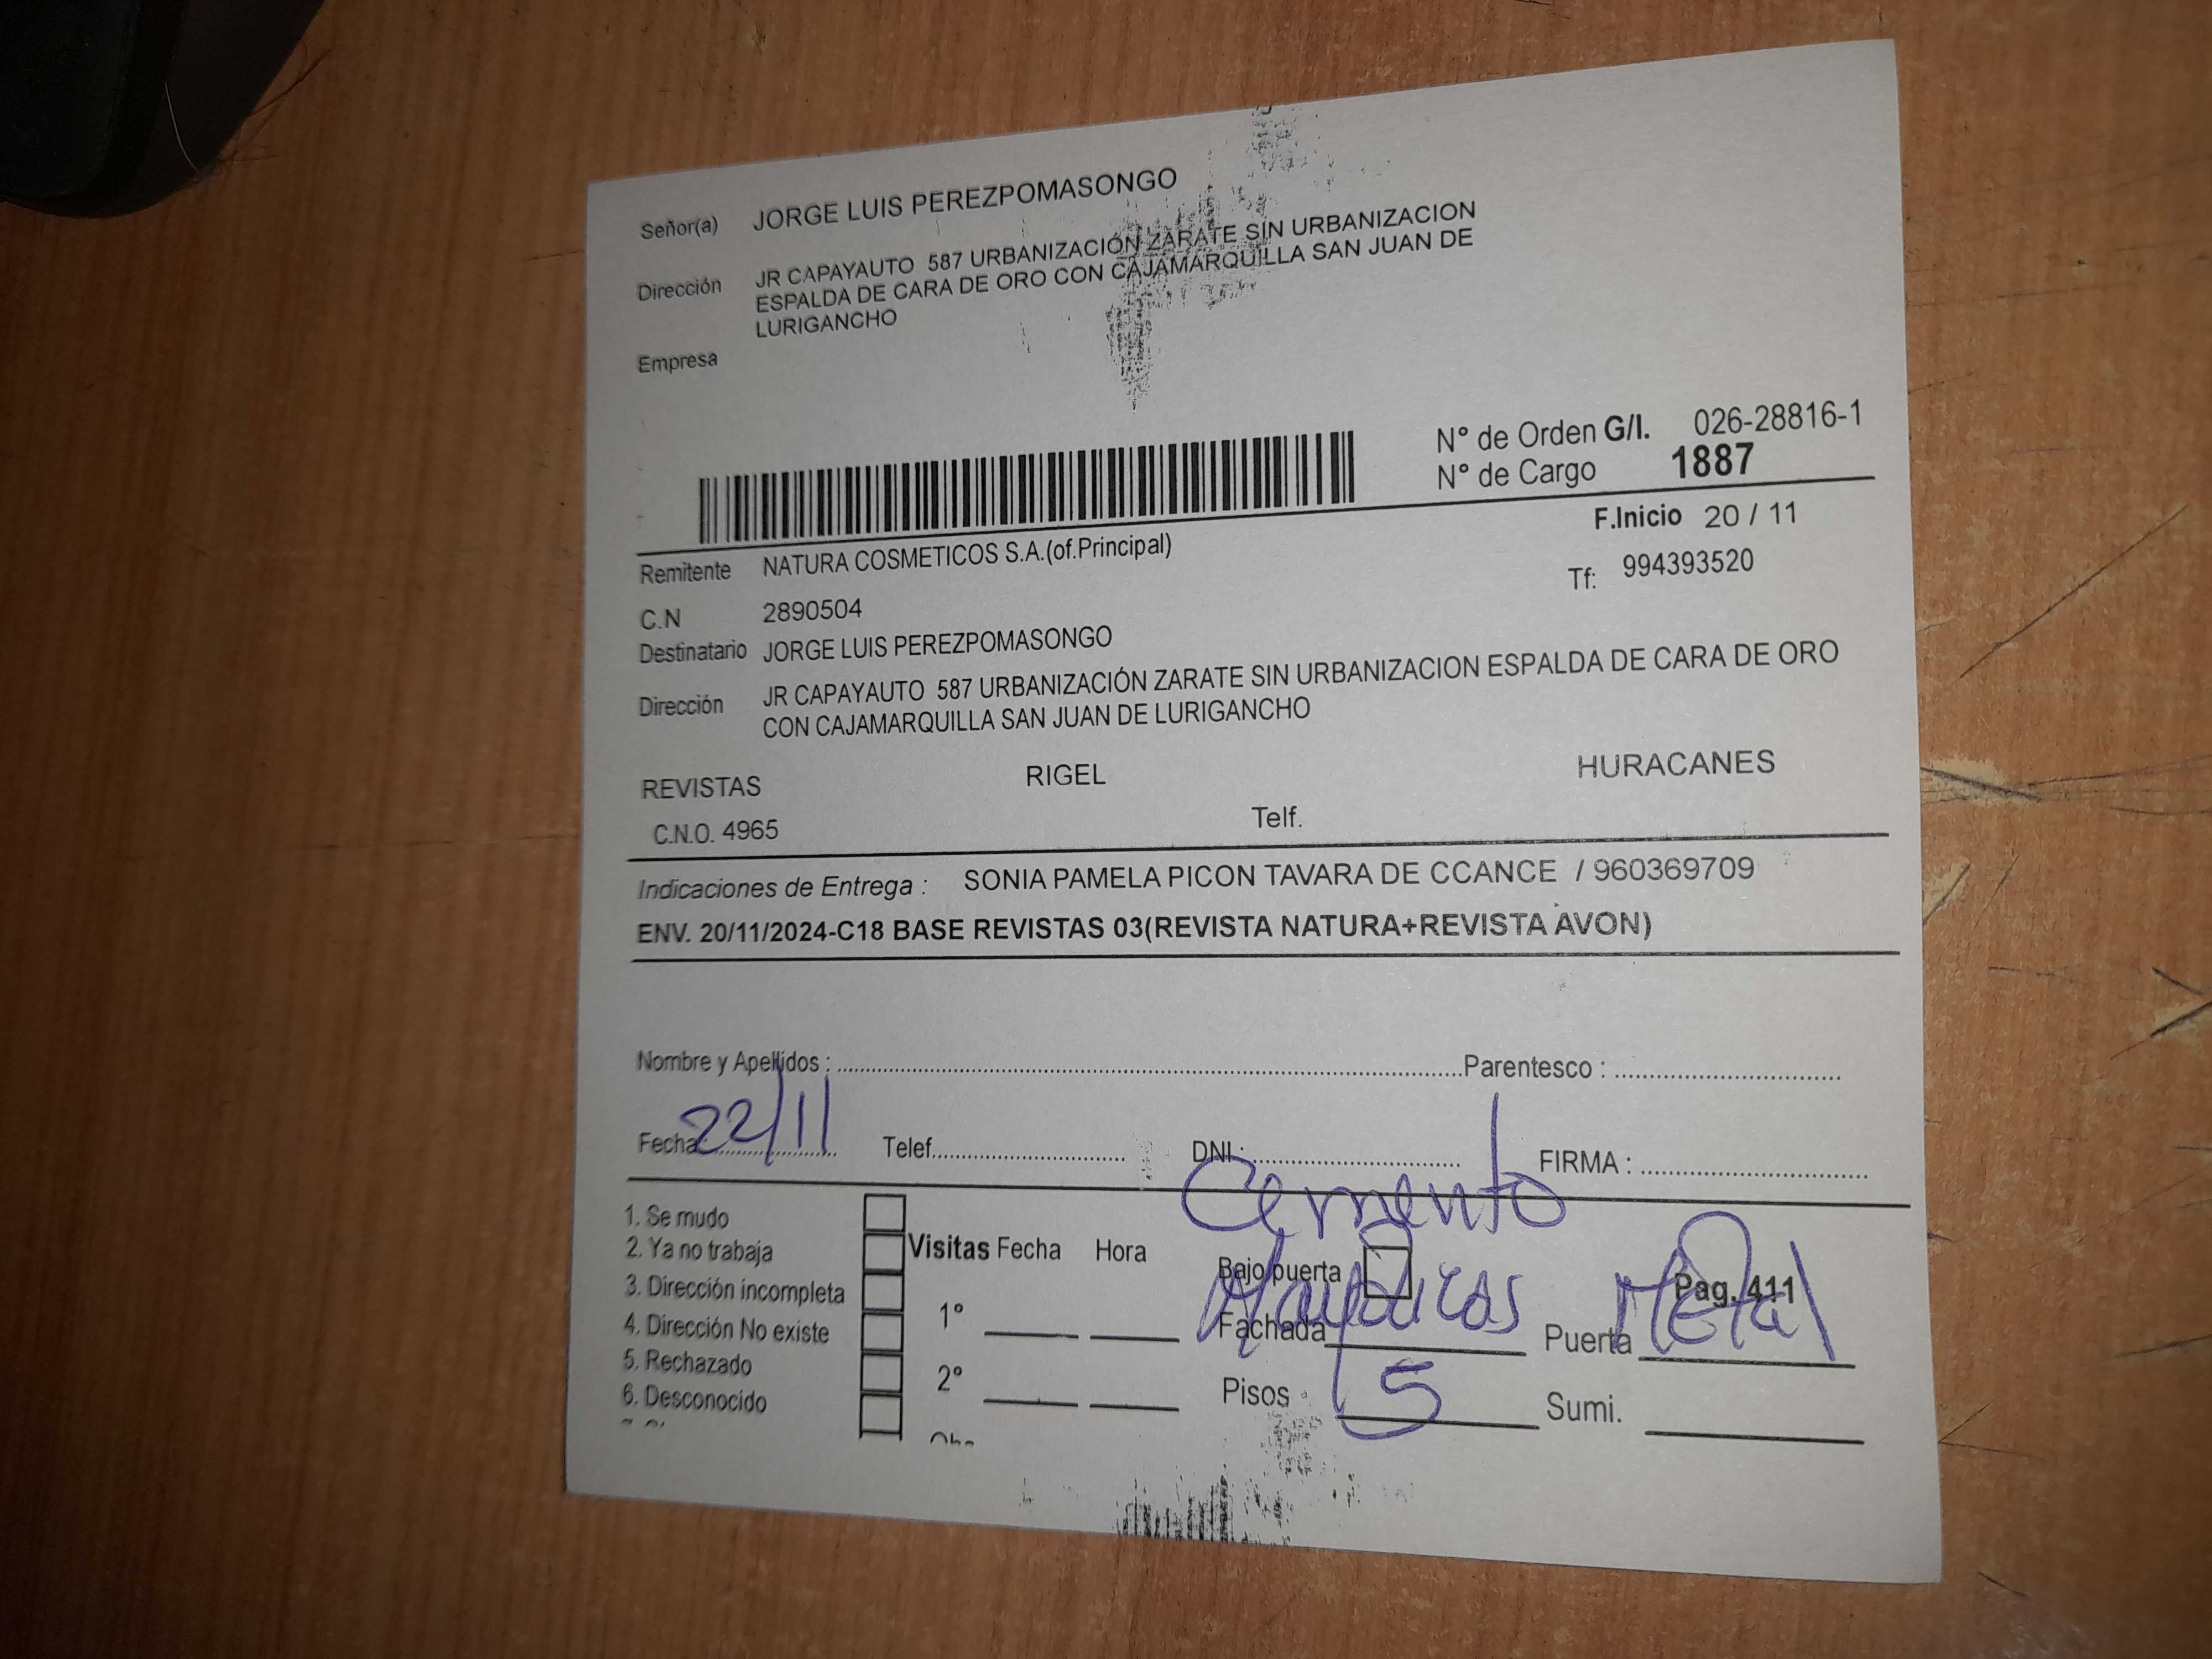 Señor(a) JORGE LUIS PEREZPOMASONGO
Dirección JR CAPAYAUTO 587 URBANIZACIÓN ZARATE SIN URBANIZACION
ESPALDA DE CARA DE ORO CON CAJAMARQUILLA SAN JUAN DE
LURIGANCHO
Empresa
N° de Orden G/I. 026-28816-1
N° de Cargo 1887
F.Inicio 20 / 11
Remitente NATURA COSMETICOS S.A.(of.Principal)
Tf: 994393520
C.N 2890504
Destinatario JORGE LUIS PEREZPOMASONGO
Dirección JR CAPAYAUTO 587 URBANIZACIÓN ZARATE SIN URBANIZACION ESPALDA DE CARA DE ORO
CON CAJAMARQUILLA SAN JUAN DE LURIGANCHO
REVISTAS RIGEL HURACANES
C.N.O. 4965 Telf.
Indicaciones de Entrega : SONIA PAMELA PICON TAVARA DE CCANCE / 960369709
ENV. 20/11/2024-C18 BASE REVISTAS 03(REVISTA NATURA+REVISTA AVON)
Nombre y Apellidos : Parentesco :
Fecha: 22/11 Telef. DNI : FIRMA :
Cemento
1. Se mudo
2. Ya no trabaja Visitas Fecha Hora Bajo puerta
3. Dirección incompleta Pag. 411
4. Dirección No existe 1° Fachada Puerta Metal
5. Rechazado
6. Desconocido 2° Pisos 5 Sumi.